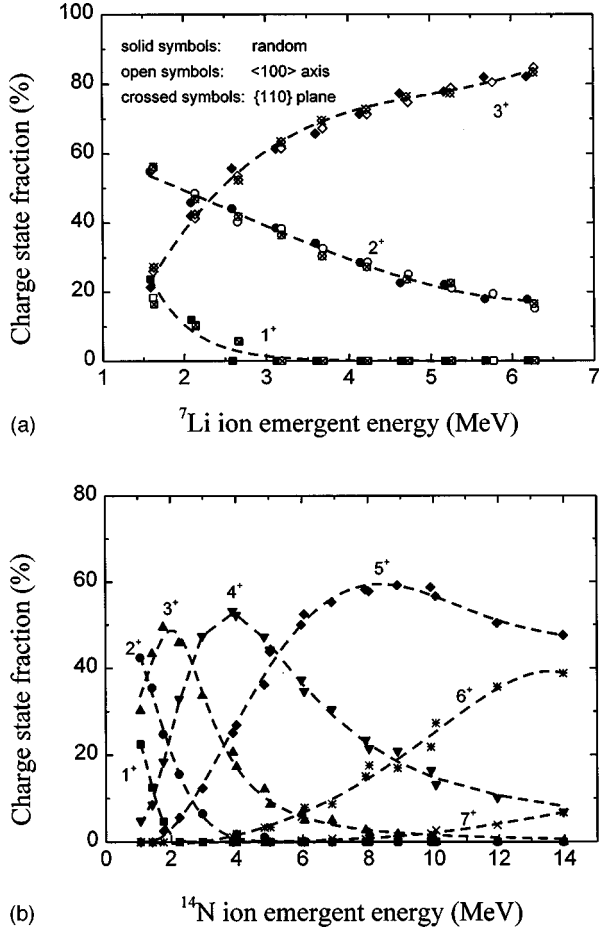 100
80
60
40
20
0
Charge state fraction (%)
solid symbols: random
open symbols: <100> axis
crossed symbols: {110} plane
3+
2+
1+
1 2 3 4 5 6 7
(a)
⁷Li ion emergent energy (MeV)
80
60
40
20
0
Charge state fraction (%)
5+
4+
3+
2+
1+
6+
7+
0 2 4 6 8 10 12 14
(b)
¹⁴N ion emergent energy (MeV)